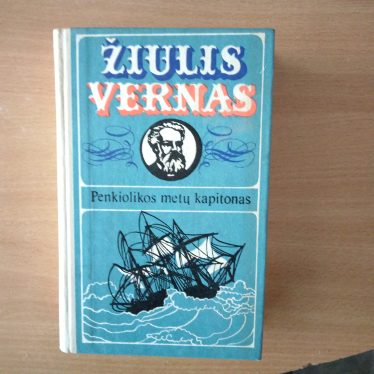 ŽIULIS
VERNAS
Penkiolikos metų kapitonas